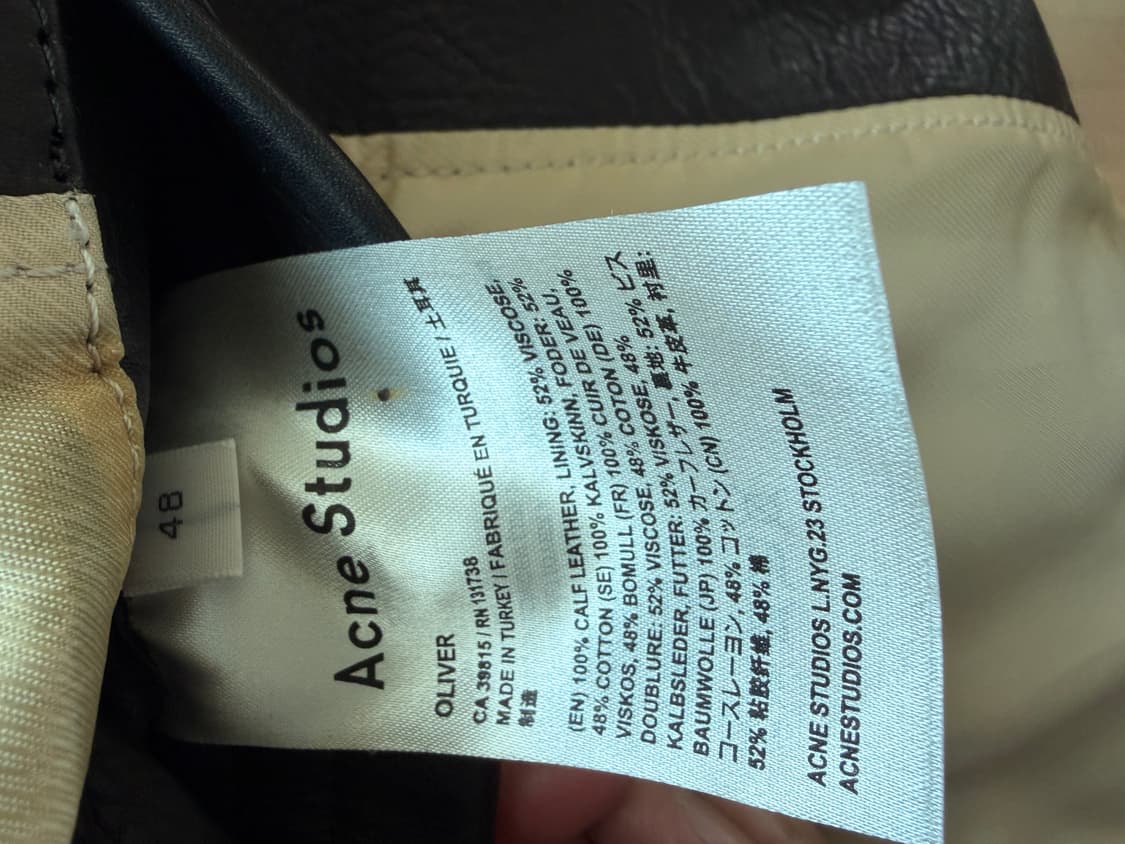 48
Acne Studios
OLIVER
CA 39815 / RN 131738
MADE IN TURKEY / FABRIQUÉ EN TURQUIE / 土耳其
制造
(EN) 100% CALF LEATHER, LINING: 52% VISCOSE,
48% COTTON (SE) 100% KALVSKINN, FODER: 52%
VISKOS, 48% BOMULL (FR) 100% CUIR DE VEAU,
DOUBLURE: 52% VISCOSE, 48% COTON (DE) 100%
KALBSLEDER, FUTTER: 52% VISKOSE, 48%
BAUMWOLLE (JP) 100% カーフレザー, 裏地: 52% ビス
コースレーヨン, 48% コットン (CN) 100% 牛皮革, 衬里:
52% 粘胶纤维, 48% 棉
ACNE STUDIOS L.NYG.23 STOCKHOLM
ACNESTUDIOS.COM